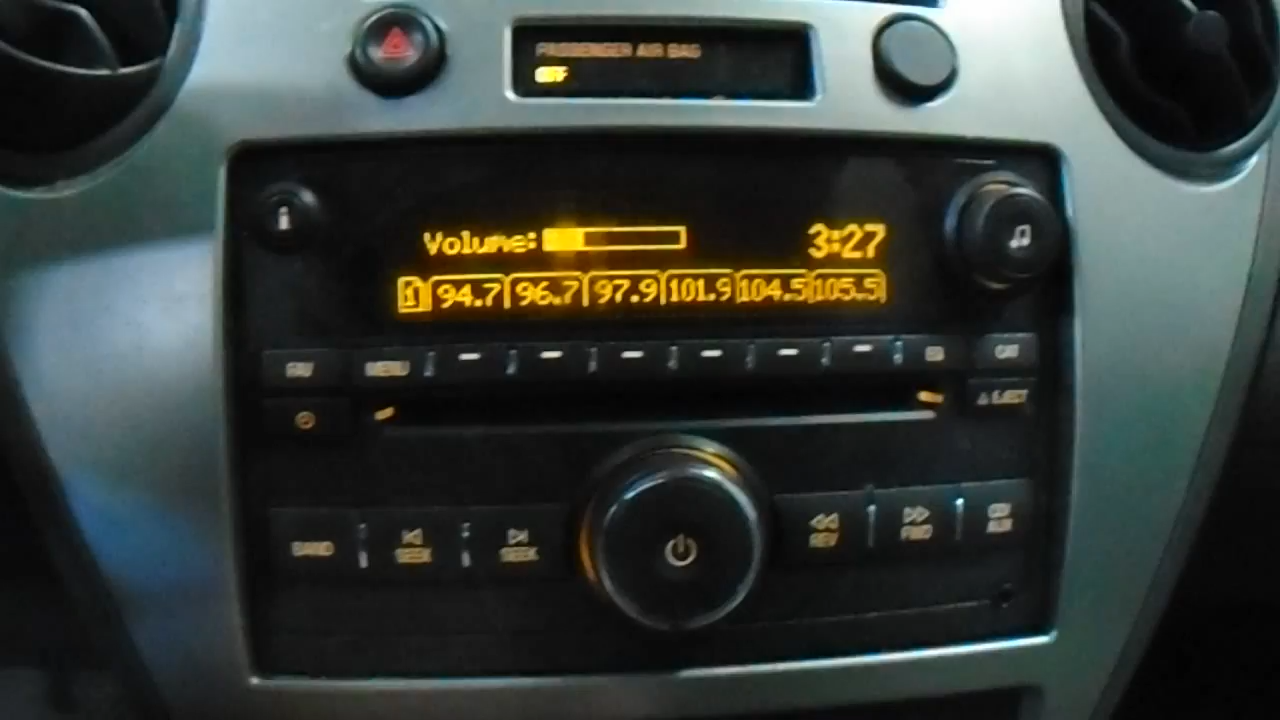 PASSENGER AIR BAG
OFF
Volume: 3:27
1 94.7 96.7 97.9 101.9 104.5 105.5
FAV MENU CAT
EJECT
BAND SEEK SEEK REV FWD CD AUX